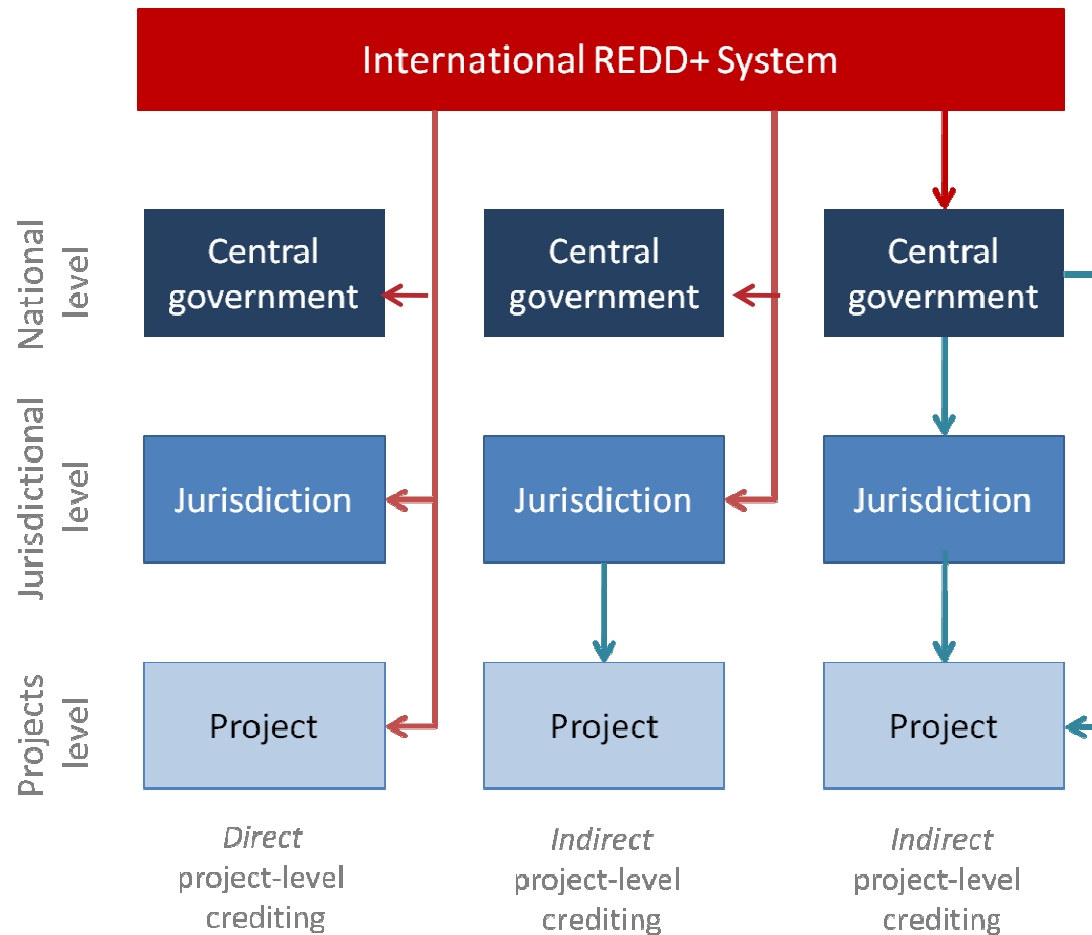 International REDD+ System
National
level
Central
government
Central
government
Central
government
Jurisdictional
level
Jurisdiction
Jurisdiction
Jurisdiction
Projects
level
Project
Project
Project
Direct
project-level
crediting
Indirect
project-level
crediting
Indirect
project-level
crediting